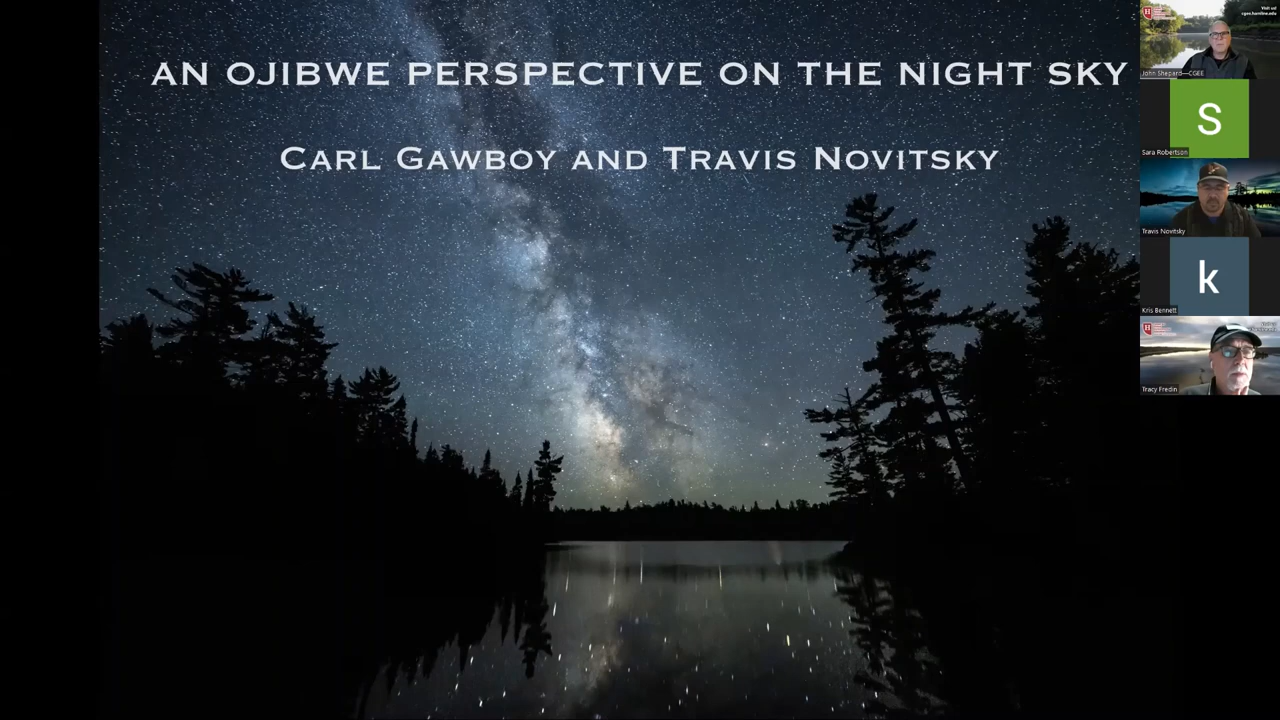 AN OJIBWE PERSPECTIVE ON THE NIGHT SKY
CARL GAWBOY AND TRAVIS NOVITSKY
John Shepard—CGEE
S
Sara Robertson
Travis Novitsky
k
Kris Bennett
Tracy Fredin